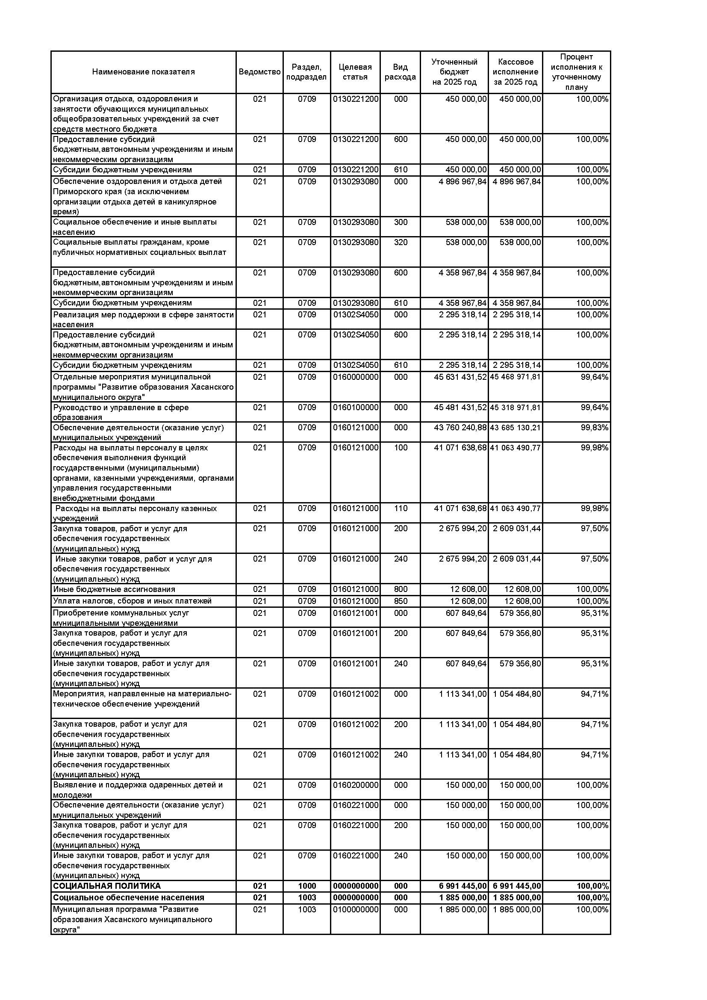 Наименование показателя Ведомство Раздел, подраздел Целевая статья Вид расхода Уточненный бюджет на 2025 год Кассовое исполнение за 2025 год Процент исполнения к уточненному плану
Организация отдыха, оздоровления и 021 0709 0130221200 000 450 000,00 450 000,00 100,00%
занятости обучающихся муниципальных
общеобразовательных учреждений за счет
средств местного бюджета
Предоставление субсидий 021 0709 0130221200 600 450 000,00 450 000,00 100,00%
бюджетным,автономным учреждениям и иным
некоммерческим организациям
Субсидии бюджетным учреждениям 021 0709 0130221200 610 450 000,00 450 000,00 100,00%
Обеспечение оздоровления и отдыха детей 021 0709 0130293080 000 4 896 967,84 4 896 967,84 100,00%
Приморского края (за исключением
организации отдыха детей в каникулярное
время)
Социальное обеспечение и иные выплаты 021 0709 0130293080 300 538 000,00 538 000,00 100,00%
населению
Социальные выплаты гражданам, кроме 021 0709 0130293080 320 538 000,00 538 000,00 100,00%
публичных нормативных социальных выплат
Предоставление субсидий 021 0709 0130293080 600 4 358 967,84 4 358 967,84 100,00%
бюджетным,автономным учреждениям и иным
некоммерческим организациям
Субсидии бюджетным учреждениям 021 0709 0130293080 610 4 358 967,84 4 358 967,84 100,00%
Реализация мер поддержки в сфере занятости 021 0709 01302S4050 000 2 295 318,14 2 295 318,14 100,00%
населения
Предоставление субсидий 021 0709 01302S4050 600 2 295 318,14 2 295 318,14 100,00%
бюджетным,автономным учреждениям и иным
некоммерческим организациям
Субсидии бюджетным учреждениям 021 0709 01302S4050 610 2 295 318,14 2 295 318,14 100,00%
Отдельные мероприятия муниципальной 021 0709 0160000000 000 45 631 431,52 45 468 971,81 99,64%
программы "Развитие образования Хасанского
муниципального округа"
Руководство и управление в сфере 021 0709 0160100000 000 45 481 431,52 45 318 971,81 99,64%
образования
Обеспечение деятельности (оказание услуг) 021 0709 0160121000 000 43 760 240,88 43 685 130,21 99,83%
муниципальных учреждений
Расходы на выплаты персоналу в целях 021 0709 0160121000 100 41 071 638,68 41 063 490,77 99,98%
обеспечения выполнения функций
государственными (муниципальными)
органами, казенными учреждениями, органами
управления государственными
внебюджетными фондами
Расходы на выплаты персоналу казенных 021 0709 0160121000 110 41 071 638,68 41 063 490,77 99,98%
учреждений
Закупка товаров, работ и услуг для 021 0709 0160121000 200 2 675 994,20 2 609 031,44 97,50%
обеспечения государственных
(муниципальных) нужд
Иные закупки товаров, работ и услуг для 021 0709 0160121000 240 2 675 994,20 2 609 031,44 97,50%
обеспечения государственных
(муниципальных) нужд
Иные бюджетные ассигнования 021 0709 0160121000 800 12 608,00 12 608,00 100,00%
Уплата налогов, сборов и иных платежей 021 0709 0160121000 850 12 608,00 12 608,00 100,00%
Приобретение коммунальных услуг 021 0709 0160121001 000 607 849,64 579 356,80 95,31%
муниципальными учреждениями
Закупка товаров, работ и услуг для 021 0709 0160121001 200 607 849,64 579 356,80 95,31%
обеспечения государственных
(муниципальных) нужд
Иные закупки товаров, работ и услуг для 021 0709 0160121001 240 607 849,64 579 356,80 95,31%
обеспечения государственных
(муниципальных) нужд
Мероприятия, направленные на материально- 021 0709 0160121002 000 1 113 341,00 1 054 484,80 94,71%
техническое обеспечение учреждений
Закупка товаров, работ и услуг для 021 0709 0160121002 200 1 113 341,00 1 054 484,80 94,71%
обеспечения государственных
(муниципальных) нужд
Иные закупки товаров, работ и услуг для 021 0709 0160121002 240 1 113 341,00 1 054 484,80 94,71%
обеспечения государственных
(муниципальных) нужд
Выявление и поддержка одаренных детей и 021 0709 0160200000 000 150 000,00 150 000,00 100,00%
молодежи
Обеспечение деятельности (оказание услуг) 021 0709 0160221000 000 150 000,00 150 000,00 100,00%
муниципальных учреждений
Закупка товаров, работ и услуг для 021 0709 0160221000 200 150 000,00 150 000,00 100,00%
обеспечения государственных
(муниципальных) нужд
Иные закупки товаров, работ и услуг для 021 0709 0160221000 240 150 000,00 150 000,00 100,00%
обеспечения государственных
(муниципальных) нужд
СОЦИАЛЬНАЯ ПОЛИТИКА 021 1000 0000000000 000 6 991 445,00 6 991 445,00 100,00%
Социальное обеспечение населения 021 1003 0000000000 000 1 885 000,00 1 885 000,00 100,00%
Муниципальная программа "Развитие 021 1003 0100000000 000 1 885 000,00 1 885 000,00 100,00%
образования Хасанского муниципального
округа"